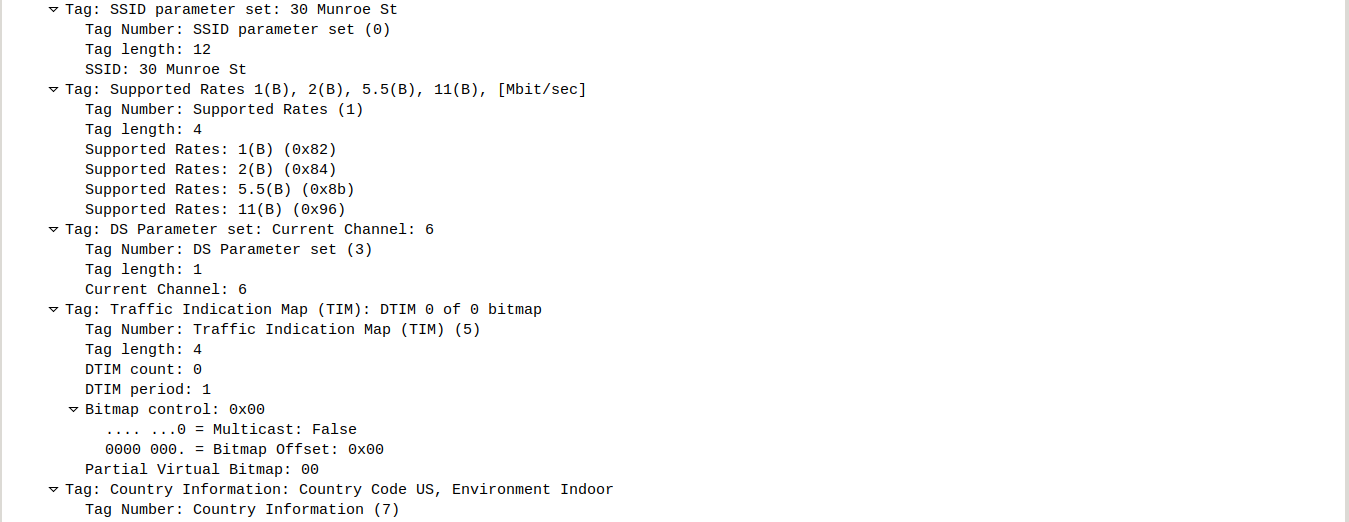 Tag: SSID parameter set: 30 Munroe St
Tag Number: SSID parameter set (0)
Tag length: 12
SSID: 30 Munroe St
Tag: Supported Rates 1(B), 2(B), 5.5(B), 11(B), [Mbit/sec]
Tag Number: Supported Rates (1)
Tag length: 4
Supported Rates: 1(B) (0x82)
Supported Rates: 2(B) (0x84)
Supported Rates: 5.5(B) (0x8b)
Supported Rates: 11(B) (0x96)
Tag: DS Parameter set: Current Channel: 6
Tag Number: DS Parameter set (3)
Tag length: 1
Current Channel: 6
Tag: Traffic Indication Map (TIM): DTIM 0 of 0 bitmap
Tag Number: Traffic Indication Map (TIM) (5)
Tag length: 4
DTIM count: 0
DTIM period: 1
Bitmap control: 0x00
.... ...0 = Multicast: False
0000 000. = Bitmap Offset: 0x00
Partial Virtual Bitmap: 00
Tag: Country Information: Country Code US, Environment Indoor
Tag Number: Country Information (7)